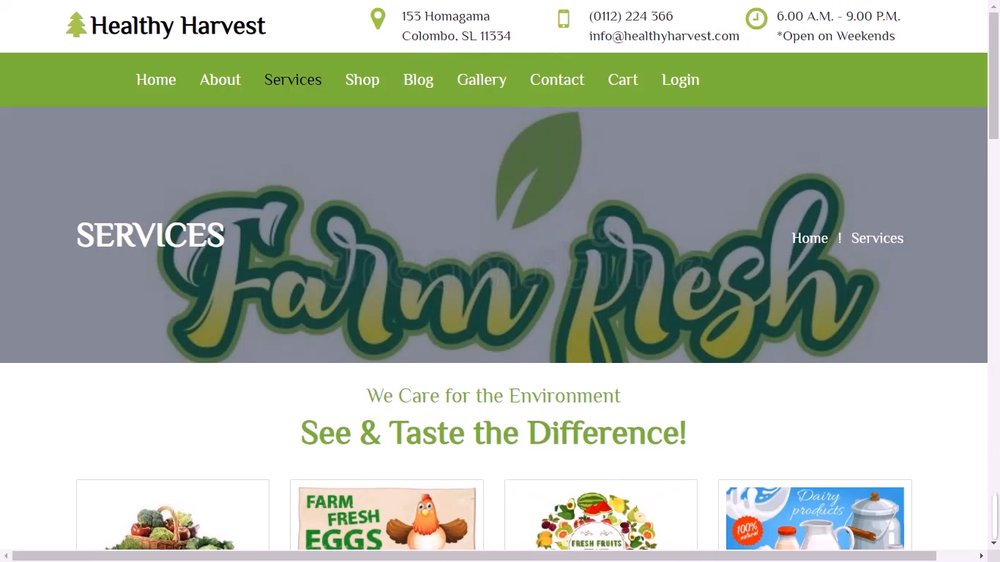 Healthy Harvest
153 Homagama
Colombo, SL 11334
(0112) 224 366
info@healthyharvest.com
6.00 A.M. - 9.00 P.M.
*Open on Weekends
Home About Services Shop Blog Gallery Contact Cart Login
Farm fresh
SERVICES
Home ! Services
We Care for the Environment
See & Taste the Difference!
FARM
FRESH
EGGS
FRESH FRUITS
Dairy
products
100%
natural